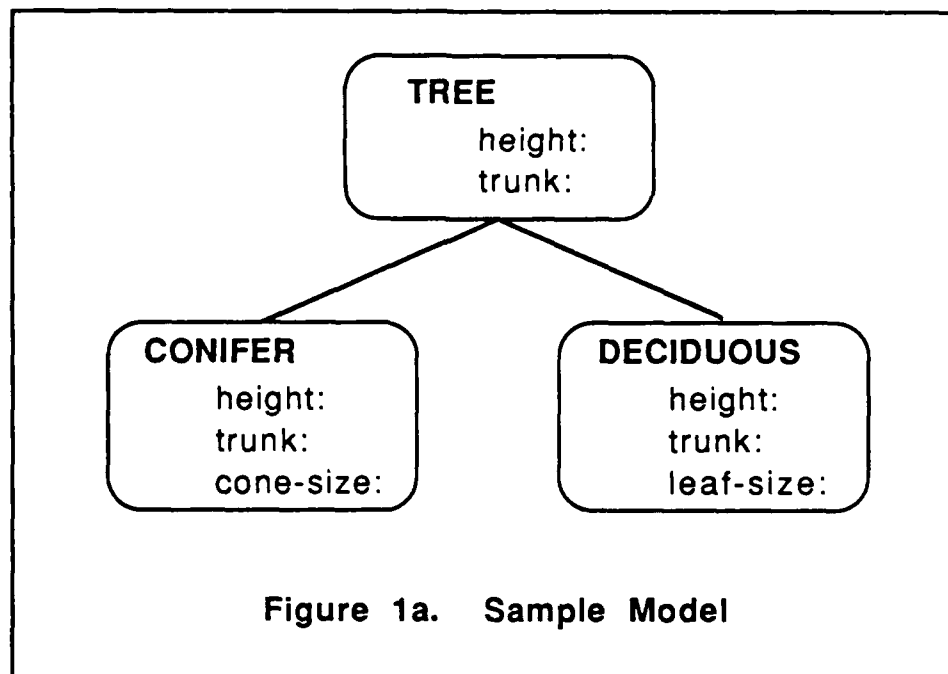 TREE
height:
trunk:
CONIFER
height:
trunk:
cone-size:
DECIDUOUS
height:
trunk:
leaf-size:
Figure 1a. Sample Model